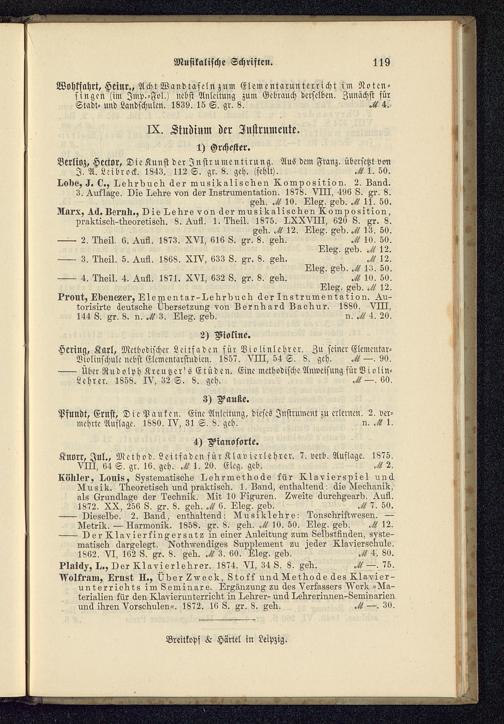 Musikalische Schriften. 119
Wohlfahrt, Heinr., Acht Wandtafeln zum Elementarunterricht im Noten-
singen (im Imp.-Fol.) nebst Anleitung zum Gebrauch derselben. Zunächst für
Stadt- und Landschulen. 1839. 15 S. gr. 8. ℳ 4.
IX. Studium der Instrumente.
1) Orchester.
Berlioz, Hector, Die Kunst der Instrumentirung. Aus dem Franz. übersetzt von
J. A. Leibrock. 1843. 112 S. gr. 8. geh. (fehlt). ℳ 1. 50.
Lobe, J. C., Lehrbuch der musikalischen Komposition. 2. Band.
3. Auflage. Die Lehre von der Instrumentation. 1878. VIII, 496 S. gr. 8.
geh. ℳ 10. Eleg. geb. ℳ 11. 50.
Marx, Ad. Bernh., Die Lehre von der musikalischen Komposition,
praktisch-theoretisch. 8. Aufl. 1. Theil. 1875. LXXVIII, 620 S. gr. 8.
geh. ℳ 12. Eleg. geb. ℳ 13. 50.
—— 2. Theil. 6. Aufl. 1873. XVI, 616 S. gr. 8. geh. ℳ 10. 50.
Eleg. geb. ℳ 12.
—— 3. Theil. 5. Aufl. 1868. XIV, 633 S. gr. 8. geh. ℳ 12.
Eleg. geb. ℳ 13. 50.
—— 4. Theil. 4. Aufl. 1871. XVI, 632 S. gr. 8. geh. ℳ 10. 50.
Eleg. geb. ℳ 12.
Prout, Ebenezer, Elementar-Lehrbuch der Instrumentation. Au-
torisirte deutsche Übersetzung von Bernhard Bachur. 1880. VIII,
144 S. gr. 8. n. ℳ 3. Eleg. geb. n. ℳ 4. 20.
2) Violine.
Hering, Karl, Methodischer Leitfaden für Violinlehrer. Zu seiner Elementar-
Violinschule nebst Elementarstudien. 1857. VIII, 54 S. 8. geh. ℳ —. 90.
—— Über Rudolph Kreutzer's Etüden. Eine methodische Anweisung für Violin-
Lehrer. 1858. IV, 32 S. 8. geh. ℳ —. 60.
3) Pauke.
Pfundt, Ernst, Die Pauken. Eine Anleitung, dieses Instrument zu erlernen. 2. ver-
mehrte Auflage. 1880. IV, 31 S. 8. geh. n. ℳ 1.
4) Pianoforte.
Knorr, Jul., Method. Leitfaden für Klavierlehrer. 7. verb. Auflage. 1875.
VIII, 64 S. gr. 16. geh. ℳ 1. 20. Eleg. geb. ℳ 2.
Köhler, Louis, Systematische Lehrmethode für Klavierspiel und
Musik. Theoretisch und praktisch. 1. Band, enthaltend: die Mechanik
als Grundlage der Technik. Mit 10 Figuren. Zweite durchgearb. Aufl.
1872. XX, 256 S. gr. 8. geh. ℳ 6. Eleg. geb. ℳ 7. 50.
—— Dieselbe. 2. Band, enthaltend: Musiklehre: Tonschriftwesen. —
Metrik. — Harmonik. 1858. gr. 8. geh. ℳ 10. 50. Eleg. geb. ℳ 12.
—— Der Klavierfingersatz in einer Anleitung zum Selbstfinden, syste-
matisch dargelegt. Nothwendiges Supplement zu jeder Klavierschule.
1862. VI, 162 S. gr. 8. geh. ℳ 3. 60. Eleg. geb. ℳ 4. 80.
Plaidy, L., Der Klavierlehrer. 1874. VI, 34 S. 8. geh. ℳ —. 75.
Wolfram, Ernst H., Über Zweck, Stoff und Methode des Klavier-
unterrichts im Seminare. Ergänzung zu des Verfassers Werk »Ma-
terialien für den Klavierunterricht in Lehrer- und Lehrerinnen-Seminarien
und ihren Vorschulen«. 1872. 16 S. gr. 8. geh. ℳ —. 30.
Breitkopf & Härtel in Leipzig.